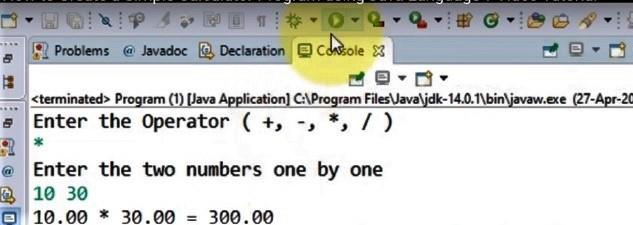 Problems @ Javadoc Declaration Console
<terminated> Program (1) [Java Application] C:\Program Files\Java\jdk-14.0.1\bin\javaw.exe (27-Apr-20
Enter the Operator ( +, -, *, / )
*
Enter the two numbers one by one
10 30
10.00 * 30.00 = 300.00